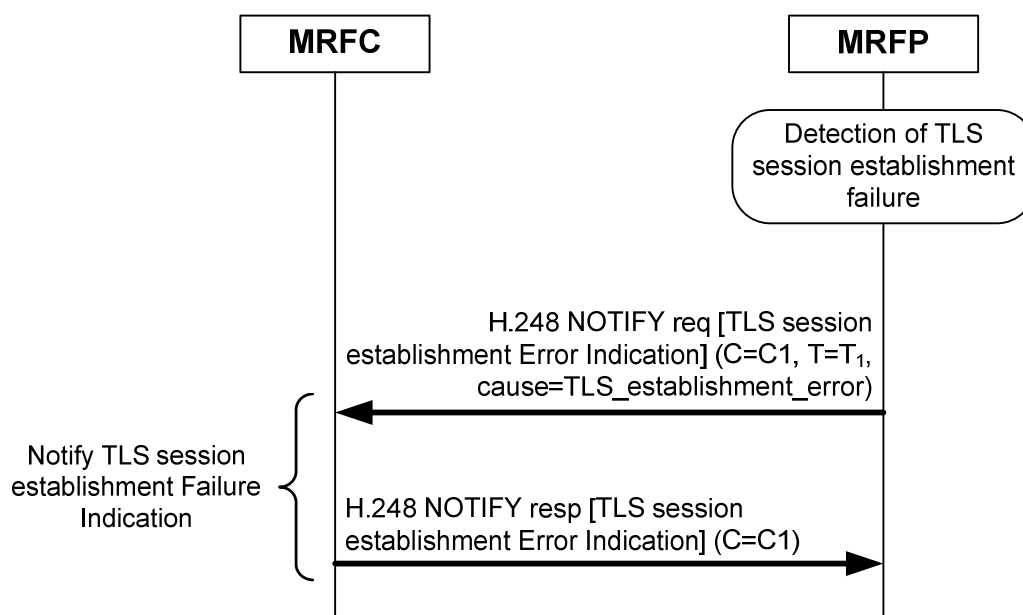 MRFC
MRFP
Detection of TLS
session establishment
failure
H.248 NOTIFY req [TLS session
establishment Error Indication] (C=C1, T=T₁,
cause=TLS_establishment_error)
Notify TLS session
establishment Failure
Indication
H.248 NOTIFY resp [TLS session
establishment Error Indication] (C=C1)